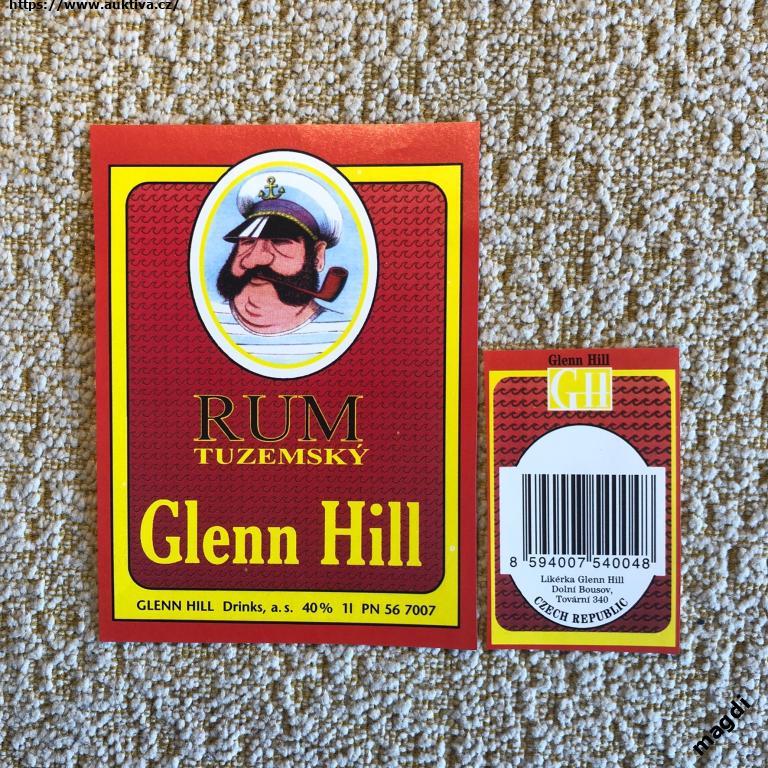 https://www.auktiva.cz/
RUM
TUZEMSKÝ
Glenn Hill
GLENN HILL Drinks, a.s. 40% 1l PN 56 7007
Glenn Hill
GH
8 594007 540048
Likérka Glenn Hill
Dolní Bousov,
Tovární 340
CZECH REPUBLIC
magdi